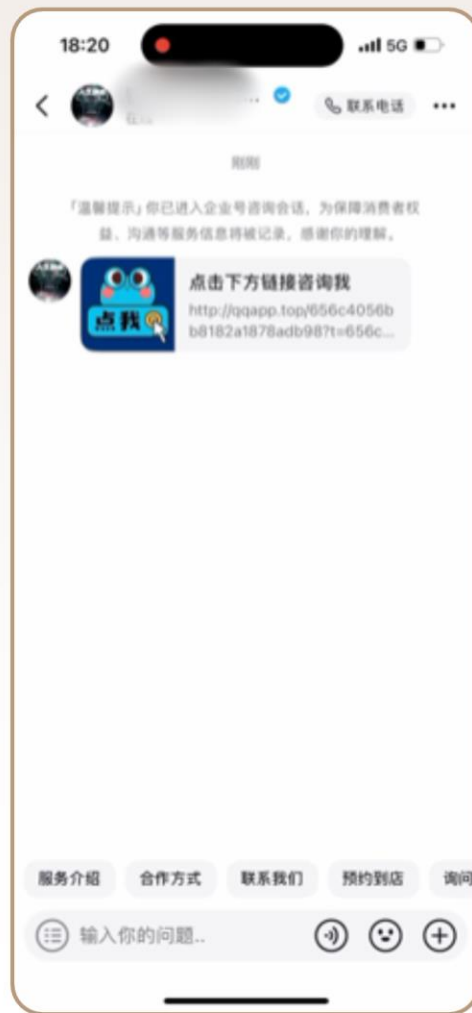 18:20
5G
联系电话
刚刚
「温馨提示」你已进入企业号咨询会话，为保障消费者权
益、沟通等服务信息将被记录，感谢你的理解。
点击下方链接咨询我
http://qqapp.top/656c4056b
b8182a1878adb98?t=656c...
点我
服务介绍
合作方式
联系我们
预约到店
询问
输入你的问题..